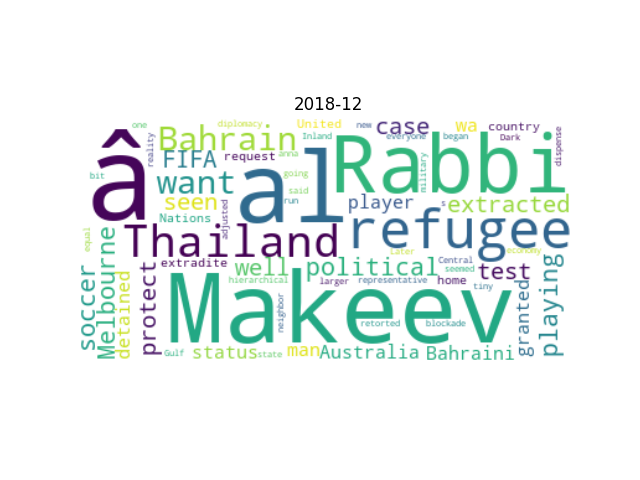 2018-12
one diplomacy United new case wa country
Bahrain Inland everyone began Dark dispense
â al Rabbi
reality FIFA request anna military
bit want going
seen said run player s extracted
Nations adjusted
equal Thailand refugee
Melbourne Later economy
soccer protect extradite well political Central seemed test playing
hierarchical larger representative home tiny
detained Makeev granted
neighbor retorted blockade
Gulf status state man Australia Bahraini